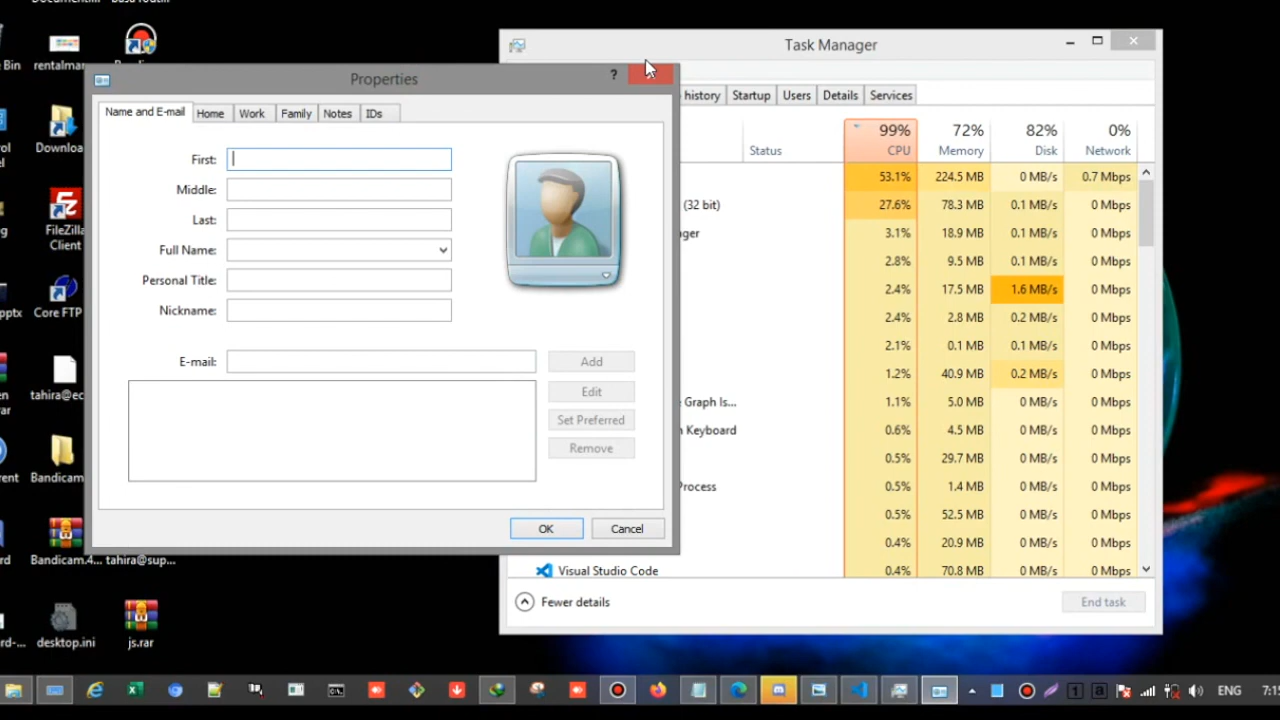 Task Manager
Properties
?
Name and E-mail
Home
Work
Family
Notes
IDs
First:
Middle:
Last:
Full Name:
Personal Title:
Nickname:
E-mail:
Add
Edit
Set Preferred
Remove
OK
Cancel
history
Startup
Users
Details
Services
Status
99%
72%
82%
0%
CPU
Memory
Disk
Network
53.1% 224.5 MB 0 MB/s 0.7 Mbps
(32 bit) 27.6% 78.3 MB 0.1 MB/s 0 Mbps
ger 3.1% 18.9 MB 0.1 MB/s 0 Mbps
2.8% 9.5 MB 0.1 MB/s 0 Mbps
2.4% 17.5 MB 1.6 MB/s 0 Mbps
2.4% 2.8 MB 0.2 MB/s 0 Mbps
2.1% 0.1 MB 0.1 MB/s 0 Mbps
1.2% 40.9 MB 0.2 MB/s 0 Mbps
e Graph Is... 1.1% 5.0 MB 0 MB/s 0 Mbps
n Keyboard 0.6% 4.5 MB 0 MB/s 0 Mbps
0.5% 29.7 MB 0 MB/s 0 Mbps
Process 0.5% 1.4 MB 0 MB/s 0 Mbps
0.5% 52.5 MB 0 MB/s 0 Mbps
0.4% 20.9 MB 0 MB/s 0 Mbps
Visual Studio Code 0.4% 70.8 MB 0 MB/s 0 Mbps
Fewer details
End task
Bin
rentalmar
Downloa
FileZilla
Client
.pptx
Core FTP
tahira@ec
Bandicam
Bandicam.4...
tahira@sup...
desktop.ini
js.rar
ENG
7:15